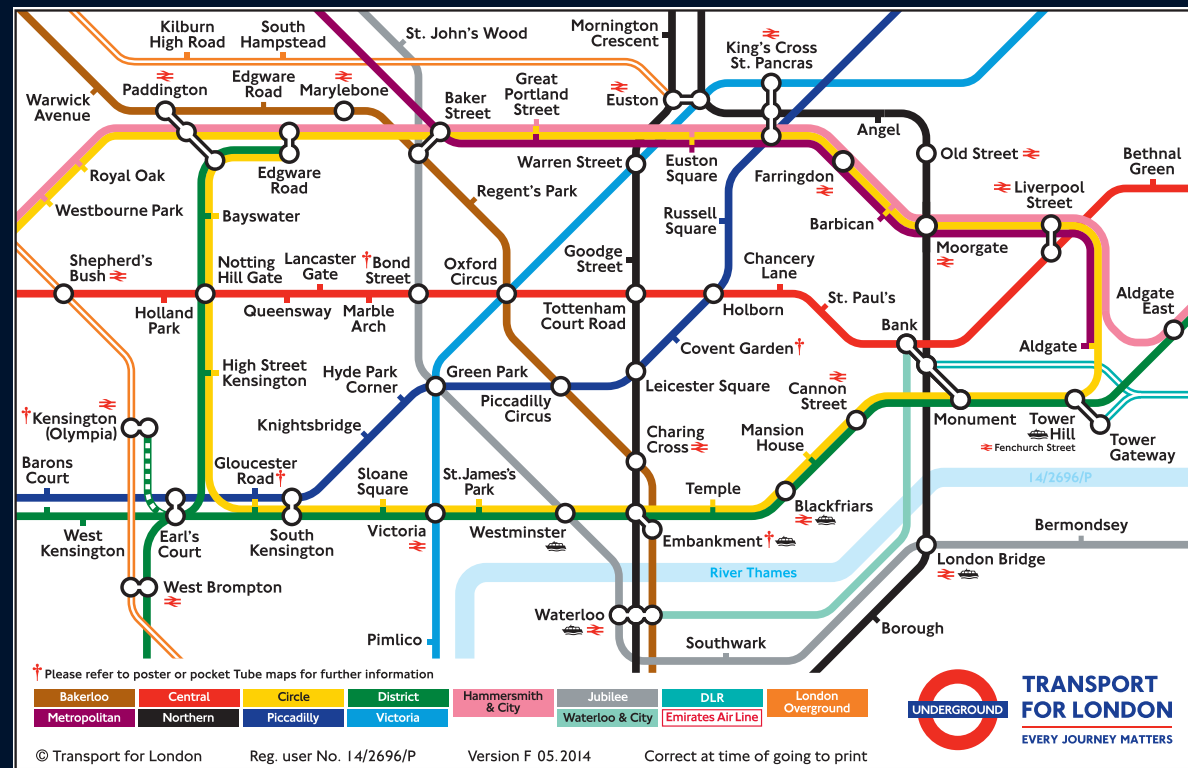 Kilburn
High Road
South
Hampstead
St. John's Wood
Mornington
Crescent
King's Cross
St. Pancras
Warwick
Avenue
Paddington
Edgware
Road
Marylebone
Baker
Street
Great
Portland
Street
Euston
Angel
Old Street
Bethnal
Green
Royal Oak
Edgware
Road
Warren Street
Euston
Square
Farringdon
Liverpool
Street
Westbourne Park
Bayswater
Regent's Park
Russell
Square
Barbican
Moorgate
Shepherd's
Bush
Notting
Hill Gate
Lancaster
Gate
†Bond
Street
Oxford
Circus
Goodge
Street
Chancery
Lane
Aldgate
East
Holland
Park
Queensway
Marble
Arch
Tottenham
Court Road
Holborn
St. Paul's
Bank
High Street
Kensington
Hyde Park
Corner
Green Park
Covent Garden†
Aldgate
†Kensington
(Olympia)
Knightsbridge
Piccadilly
Circus
Leicester Square
Cannon
Street
Monument
Tower
Hill
Fenchurch Street
Tower
Gateway
Barons
Court
Gloucester
Road†
Sloane
Square
St.James's
Park
Charing
Cross
Mansion
House
Temple
14/2696/P
West
Kensington
Earl's
Court
South
Kensington
Victoria
Westminster
Embankment†
Blackfriars
Bermondsey
West Brompton
River Thames
London Bridge
Waterloo
Pimlico
Southwark
Borough
† Please refer to poster or pocket Tube maps for further information
Bakerloo
Central
Circle
District
Hammersmith
& City
Jubilee
DLR
London
Overground
Metropolitan
Northern
Piccadilly
Victoria
Waterloo & City
Emirates Air Line
UNDERGROUND
TRANSPORT
FOR LONDON
EVERY JOURNEY MATTERS
© Transport for London
Reg. user No. 14/2696/P
Version F 05.2014
Correct at time of going to print